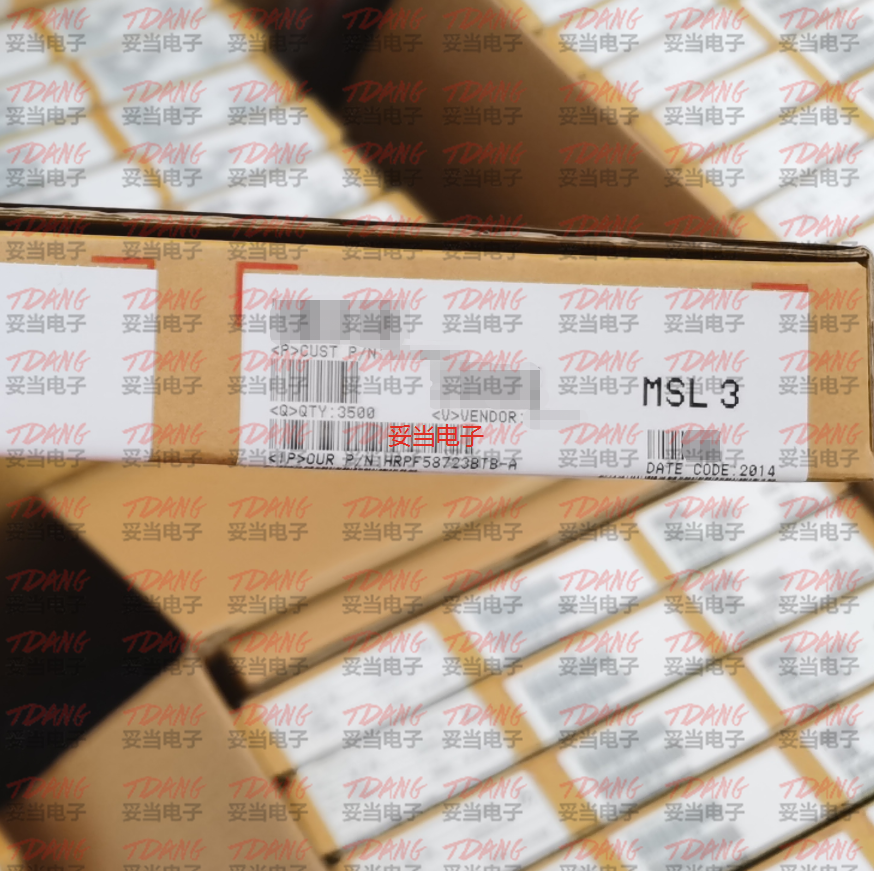 TDANG
妥当电子
<P>CUST P/N
MSL 3
<Q>QTY:3500
<V>VENDOR:
妥当电子
<1P>OUR P/N:HRPF58723BTB-A
DATE CODE:2014